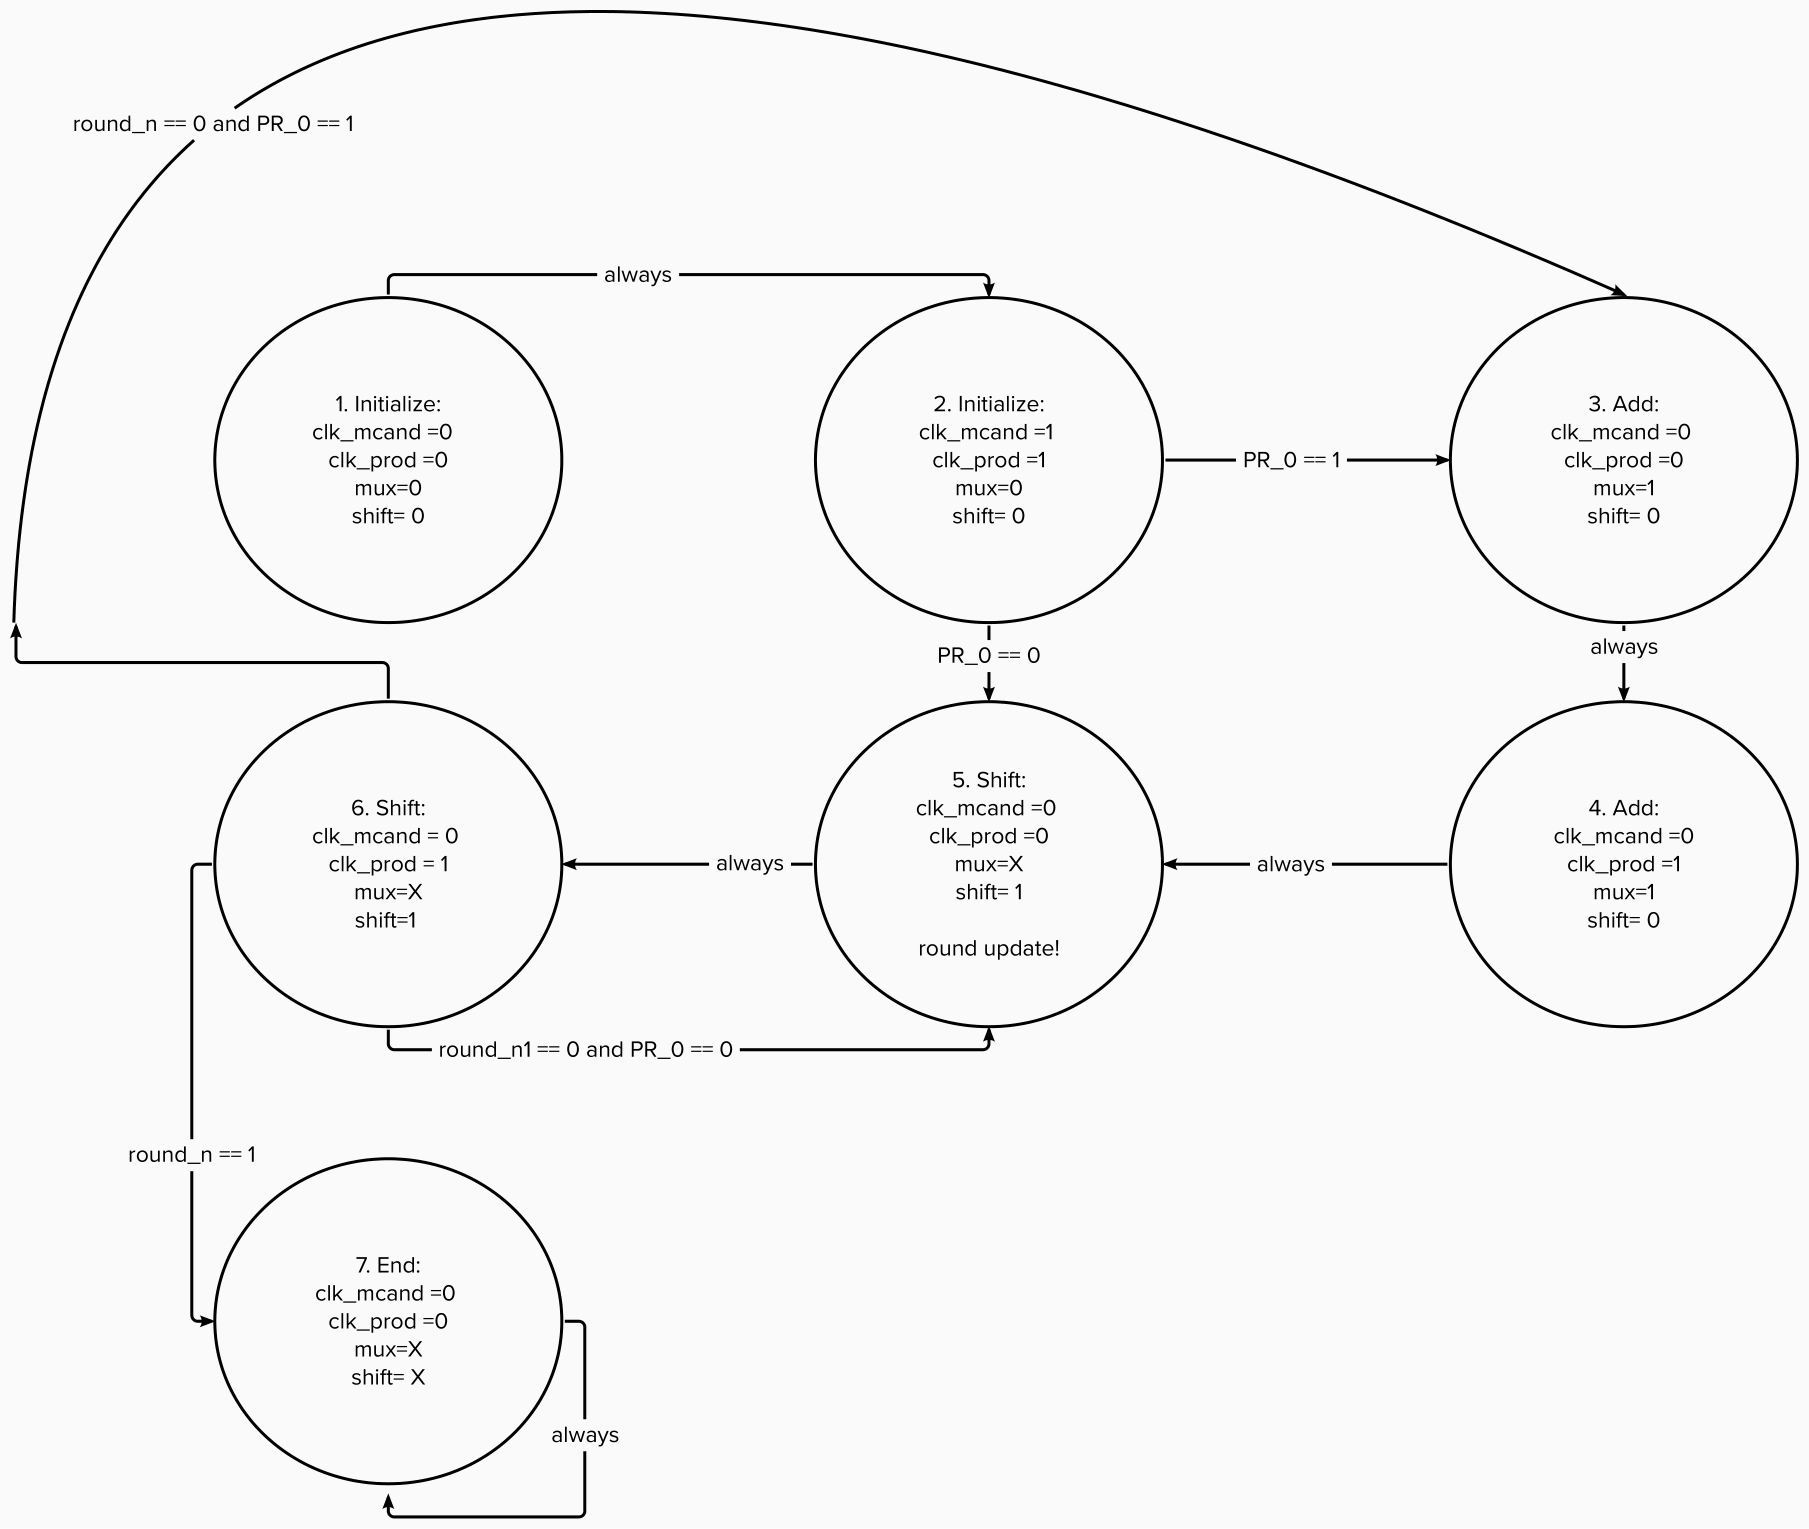 round_n == 0 and PR_0 == 1
always
1. Initialize:
clk_mcand =0
clk_prod =0
mux=0
shift= 0
2. Initialize:
clk_mcand =1
clk_prod =1
mux=0
shift= 0
PR_0 == 1
3. Add:
clk_mcand =0
clk_prod =0
mux=1
shift= 0
PR_0 == 0
always
6. Shift:
clk_mcand = 0
clk_prod = 1
mux=X
shift=1
always
5. Shift:
clk_mcand =0
clk_prod =0
mux=X
shift= 1
round update!
always
4. Add:
clk_mcand =0
clk_prod =1
mux=1
shift= 0
round_n1 == 0 and PR_0 == 0
round_n == 1
7. End:
clk_mcand =0
clk_prod =0
mux=X
shift= X
always